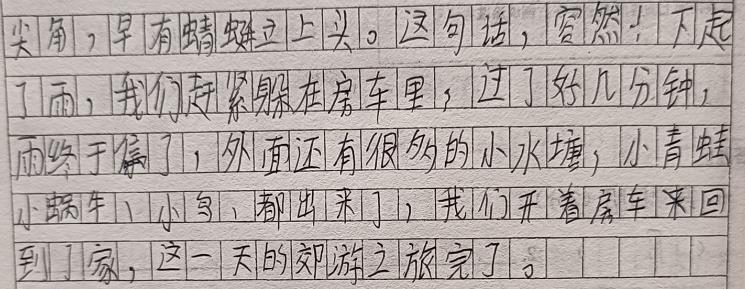 尖角，早有蜻蜓立上头。这句话，容然！下起
了雨，我们赶紧躲在房车里，过了好几分钟，
雨终于停了，外面还有很多的小水塘，小青蛙
小蜗牛、小鸟、都出来了，我们开着房车来回
到了家，这一天的郊游之旅完了。